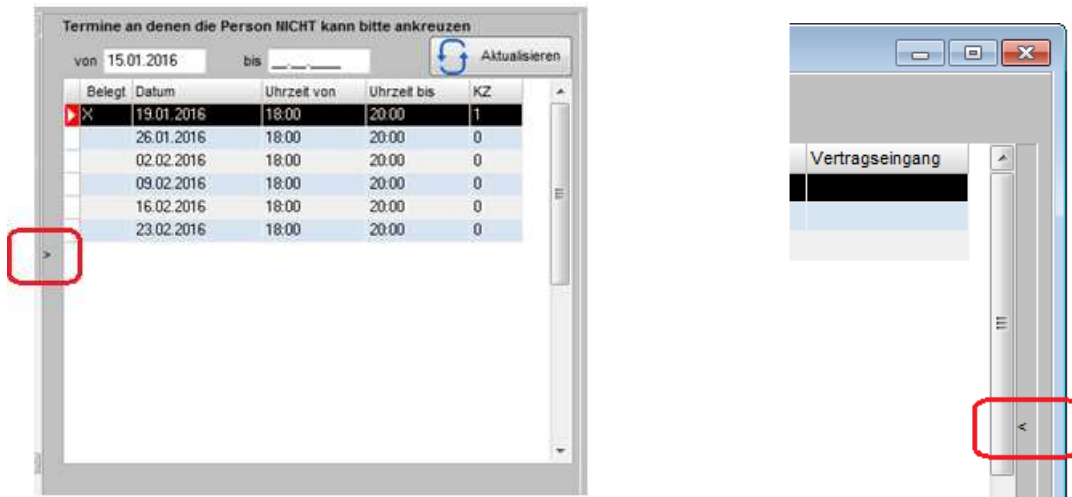 Termine an denen die Person NICHT kann bitte ankreuzen
von 15.01.2016 bis __.__.____ Aktualisieren
Belegt Datum Uhrzeit von Uhrzeit bis KZ
X 19.01.2016 18:00 20:00 1
26.01.2016 18:00 20:00 0
02.02.2016 18:00 20:00 0
09.02.2016 18:00 20:00 0
16.02.2016 18:00 20:00 0
23.02.2016 18:00 20:00 0
>
Vertragseingang
<